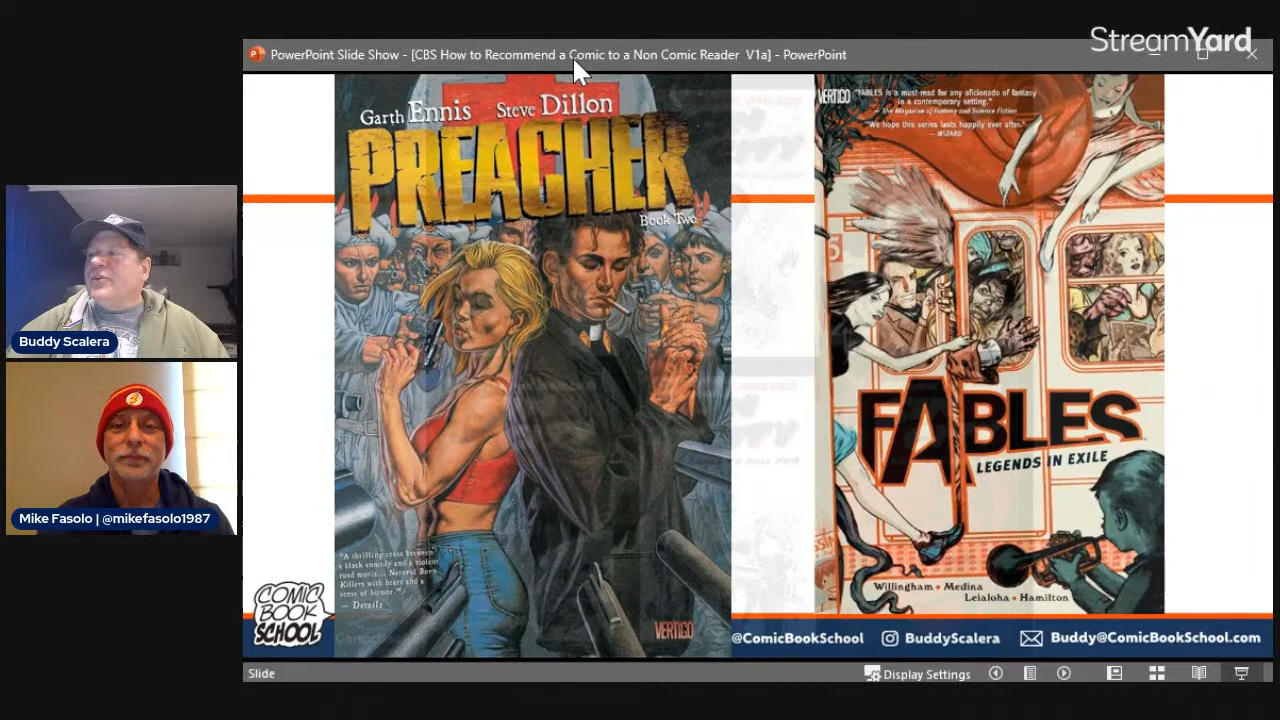 StreamYard
PowerPoint Slide Show - [CBS How to Recommend a Comic to a Non Comic Reader V1a] - PowerPoint
Garth Ennis Steve Dillon
PREACHER
Book Two
"A thrilling cross between
a black comedy and a violent
road movie... Natural Born
Killers with heart and a
sense of humor."
— Details
VERTIGO
VERTIGO
"FABLES is a must-read for any aficionado of fantasy
in a contemporary setting."
— The Magazine of Fantasy and Science Fiction
"We hope this series lasts happily ever after."
— WIZARD
FABLES
LEGENDS IN EXILE
Willingham • Medina
Leialoha • Hamilton
Buddy Scalera
Mike Fasolo | @mikefasolo1987
COMIC
BOOK
SCHOOL
@ComicBookSchool BuddyScalera Buddy@ComicBookSchool.com
Slide
Display Settings